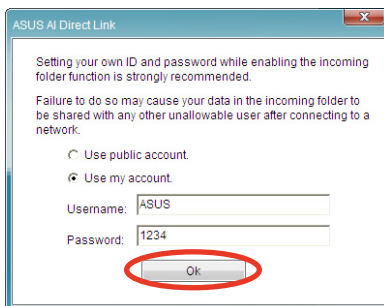 ASUS AI Direct Link
Setting your own ID and password while enabling the incoming
folder function is strongly recommended.
Failure to do so may cause your data in the incoming folder to
be shared with any other unallowable user after connecting to a
network.
Use public account.
Use my account.
Username: ASUS
Password: 1234
Ok